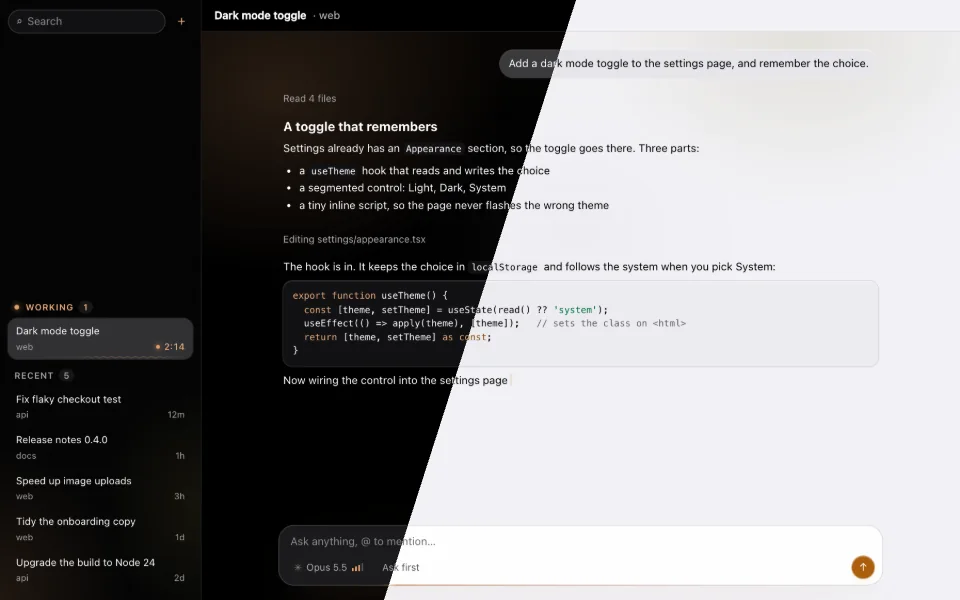 Search
+
WORKING 1
Dark mode toggle
web 2:14
RECENT 5
Fix flaky checkout test
api 12m
Release notes 0.4.0
docs 1h
Speed up image uploads
web 3h
Tidy the onboarding copy
web 1d
Upgrade the build to Node 24
api 2d
Dark mode toggle · web
Add a dark mode toggle to the settings page, and remember the choice.
Read 4 files
A toggle that remembers
Settings already has an Appearance section, so the toggle goes there. Three parts:
• a useTheme hook that reads and writes the choice
• a segmented control: Light, Dark, System
• a tiny inline script, so the page never flashes the wrong theme
Editing settings/appearance.tsx
The hook is in. It keeps the choice in localStorage and follows the system when you pick System:
export function useTheme() {
  const [theme, setTheme] = useState(read() ?? 'system');
  useEffect(() => apply(theme), [theme]);   // sets the class on <html>
  return [theme, setTheme] as const;
}
Now wiring the control into the settings page
Ask anything, @ to mention...
Opus 5.5 Ask first